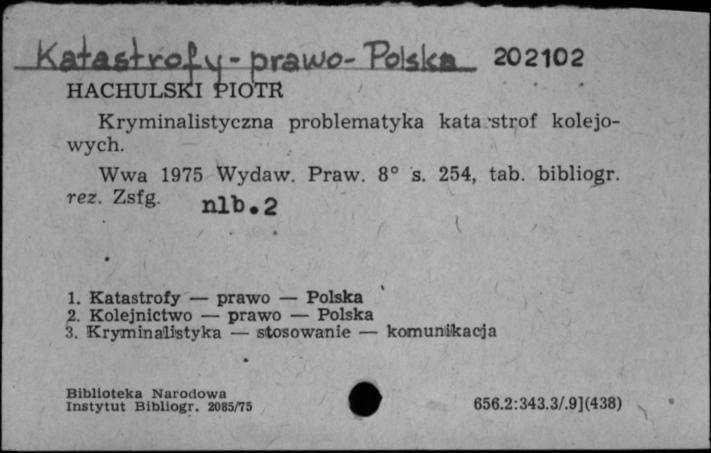 Katastrofy - prawo - Polska 202102
HACHULSKI PIOTR
Kryminalistyczna problematyka katastrof kolejo-
wych.
Wwa 1975 Wydaw. Praw. 8° s. 254, tab. bibliogr.
rez. Zsfg. nlb. 2
1. Katastrofy — prawo — Polska
2. Kolejnictwo — prawo — Polska
3. Kryminalistyka — stosowanie — komunikacja
Biblioteka Narodowa
Instytut Bibliogr. 2085/75 656.2:343.3/.9](438)